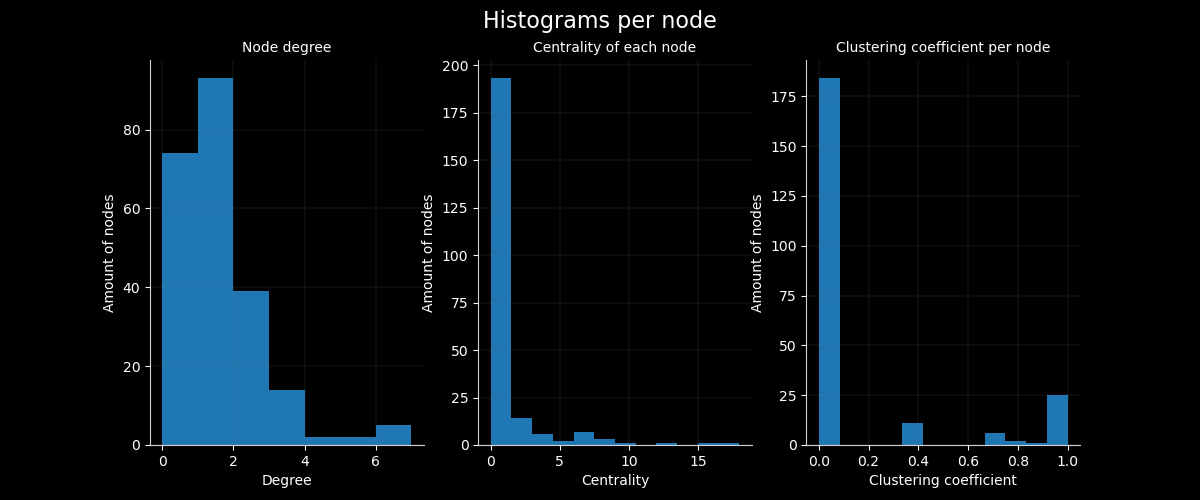 Histograms per node
Node degree
Amount of nodes
80
60
40
20
0
0 2 4 6
Degree
Centrality of each node
Amount of nodes
200
175
150
125
100
75
50
25
0
0 5 10 15
Centrality
Clustering coefficient per node
Amount of nodes
175
150
125
100
75
50
25
0
0.0 0.2 0.4 0.6 0.8 1.0
Clustering coefficient